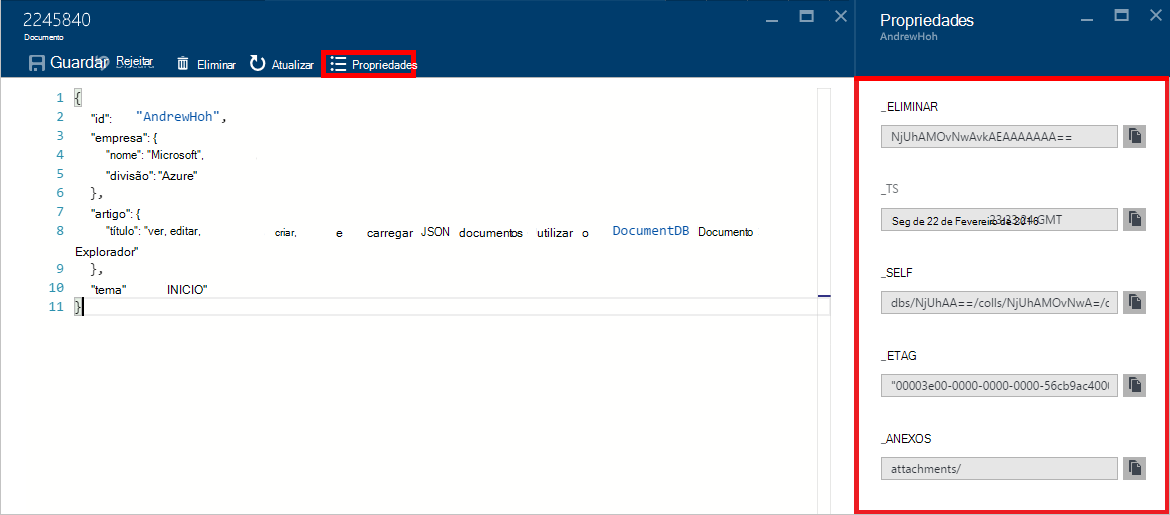 2245840
Documento
Guardar Rejeitar Eliminar Atualizar Propriedades
1 {
2 "id": "AndrewHoh",
3 "empresa": {
4 "nome": "Microsoft",
5 "divisão": "Azure"
6 },
7 "artigo": {
8 "título": "ver, editar, criar, e carregar JSON documentos utilizar o DocumentDB Documento
Explorador"
9 },
10 "tema" INICIO"
11 }
Propriedades
AndrewHoh
_ELIMINAR
NjUhAMOvNwAvkAEAAAAAAA==
_TS
Seg de 22 de Fevereiro de 2016 23:33:24 GMT
_SELF
dbs/NjUhAA==/colls/NjUhAMOvNwA=/c
_ETAG
"00003e00-0000-0000-0000-56cb9ac4000
_ANEXOS
attachments/